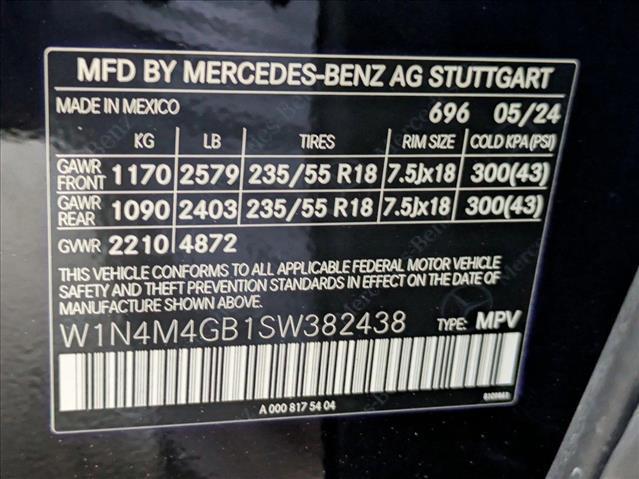 MFD BY MERCEDES-BENZ AG STUTTGART
MADE IN MEXICO 696 05/24
KG LB TIRES RIM SIZE COLD KPA(PSI)
GAWR FRONT 1170 2579 235/55 R18 7.5Jx18 300(43)
GAWR REAR 1090 2403 235/55 R18 7.5Jx18 300(43)
GVWR 2210 4872
THIS VEHICLE CONFORMS TO ALL APPLICABLE FEDERAL MOTOR VEHICLE
SAFETY AND THEFT PREVENTION STANDARDS IN EFFECT ON THE DATE OF
MANUFACTURE SHOWN ABOVE.
W1N4M4GB1SW382438 TYPE: MPV
A 000 817 54 04